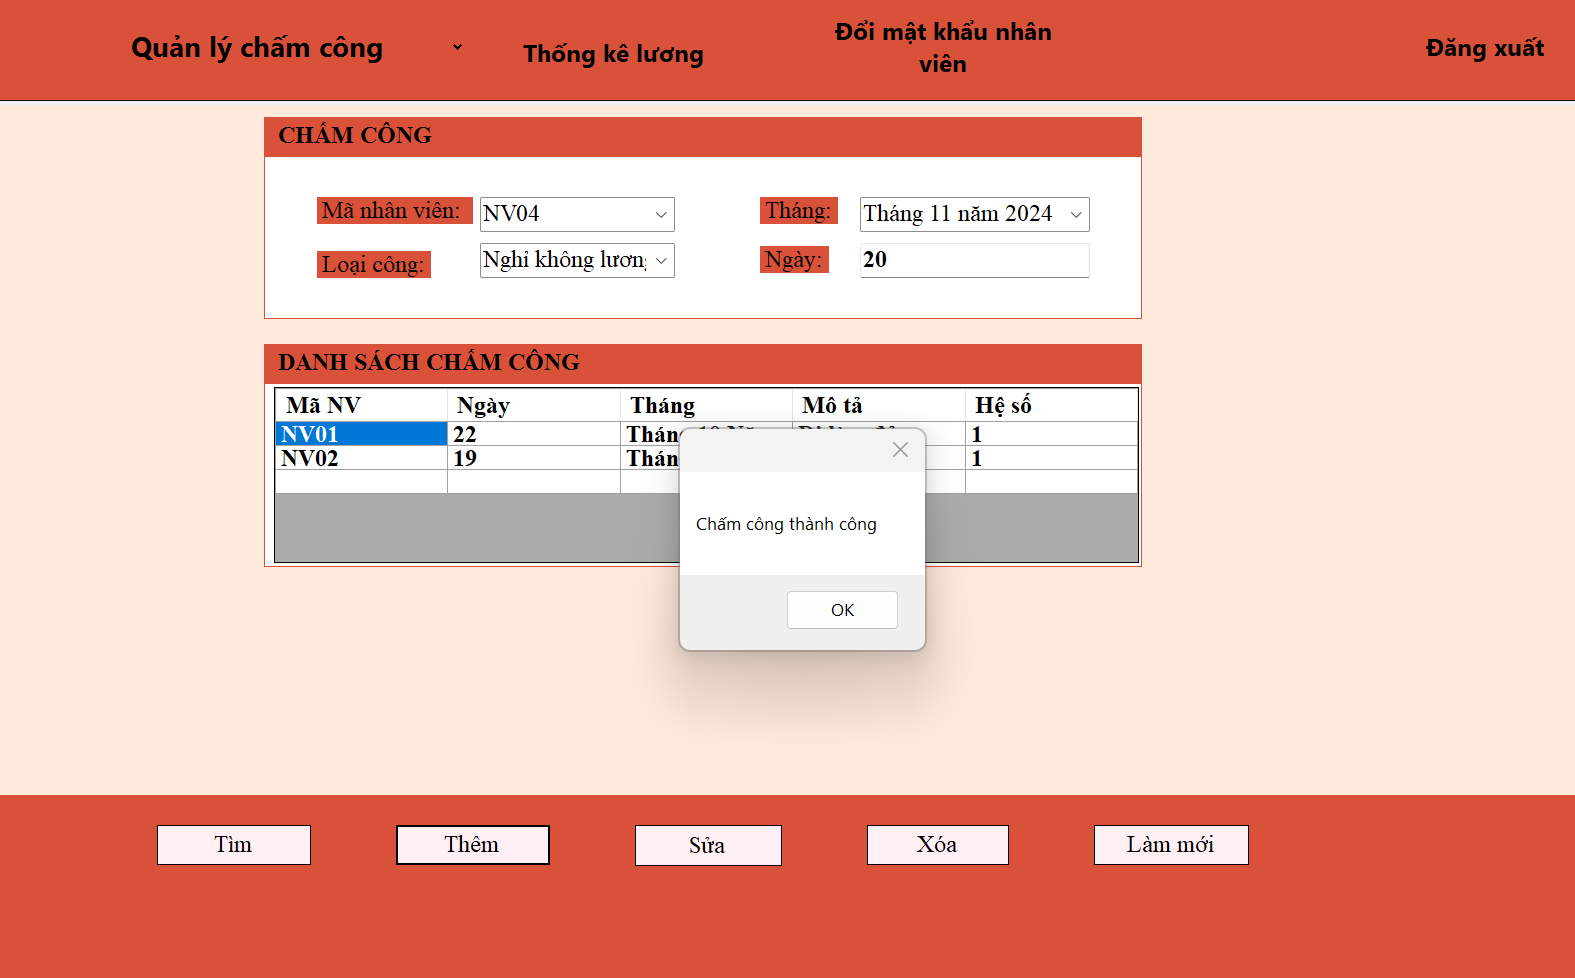 Quản lý chấm công
Thống kê lương
Đổi mật khẩu nhân
viên
Đăng xuất
CHẤM CÔNG
Mã nhân viên:
NV04
Tháng:
Tháng 11 năm 2024
Loại công:
Nghỉ không lương
Ngày:
20
DANH SÁCH CHẤM CÔNG
Mã NV Ngày Tháng Mô tả Hệ số
NV01 22 1
NV02 19 1
Chấm công thành công
OK
Tìm
Thêm
Sửa
Xóa
Làm mới